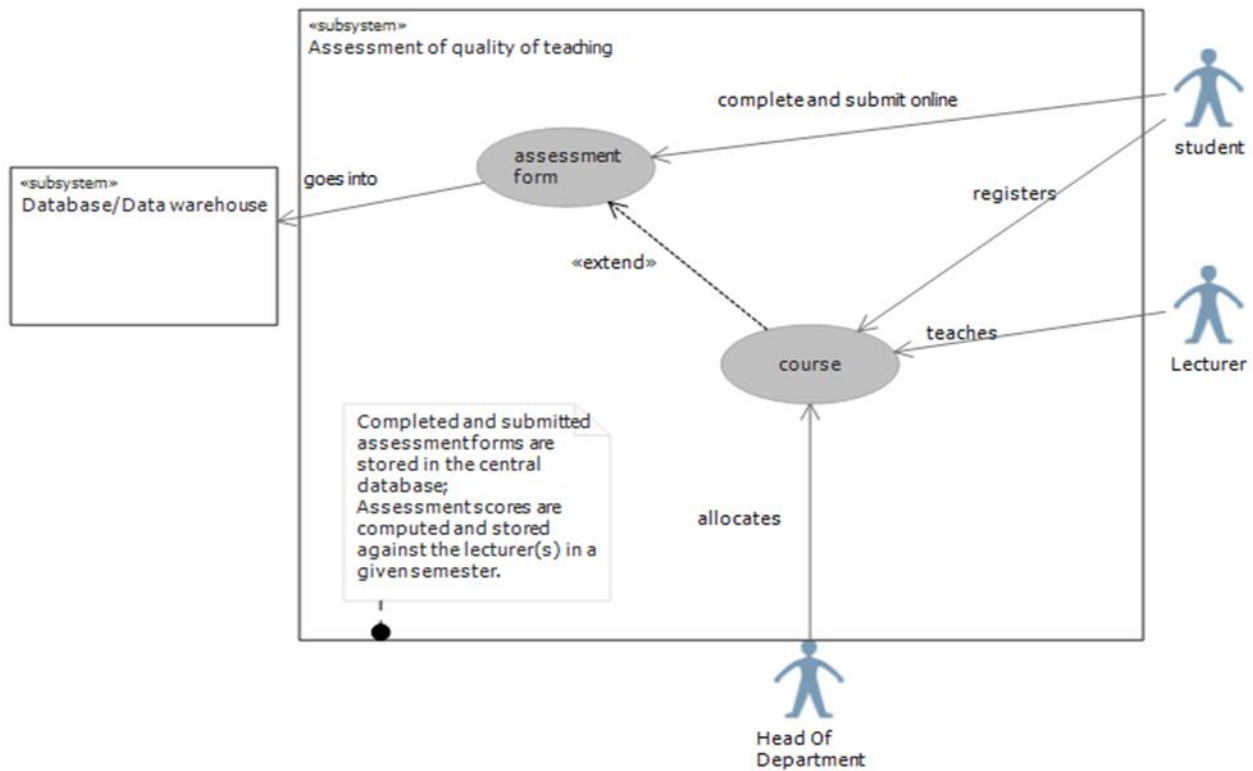 «subsystem»
Assessment of quality of teaching
complete and submit online
student
assessment
form
goes into
«subsystem»
Database/Data warehouse
registers
«extend»
teaches
Lecturer
course
Completed and submitted
assessment forms are
stored in the central
database;
Assessment scores are
computed and stored
against the lecturer(s) in a
given semester.
allocates
Head Of
Department